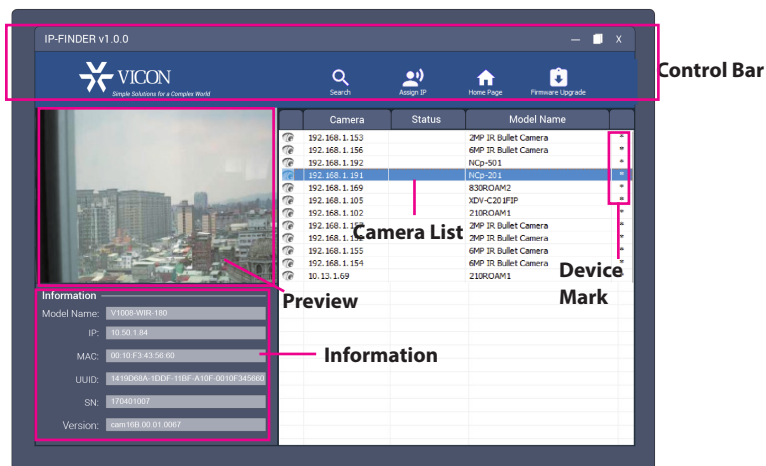 IP-FINDER v1.0.0
X
Control Bar
VICON
Simple Solutions for a Complex World
Search
Assign IP
Home Page
Firmware Upgrade
Camera Status Model Name
192.168.1.153 2MP IR Bullet Camera *
192.168.1.156 6MP IR Bullet Camera *
192.168.1.192 NCp-501 *
192.168.1.191 NCp-201 *
192.168.1.169 830ROAM2 *
192.168.1.105 XDV-C201FIP *
192.168.1.102 210ROAM1 *
2MP IR Bullet Camera *
Camera List
192.168.1.152 2MP IR Bullet Camera *
192.168.1.155 6MP IR Bullet Camera *
192.168.1.154 6MP IR Bullet Camera
10.13.1.69 210ROAM1
Device
Mark
Preview
Information
Model Name: V1008-WIR-180
IP: 10.50.1.84
MAC: 00:10:F3:43:56:60
Information
UUID: 1419D68A-1DDF-11BF-A10F-0010F345660
SN: 170401007
Version: cam16B.00.01.0067